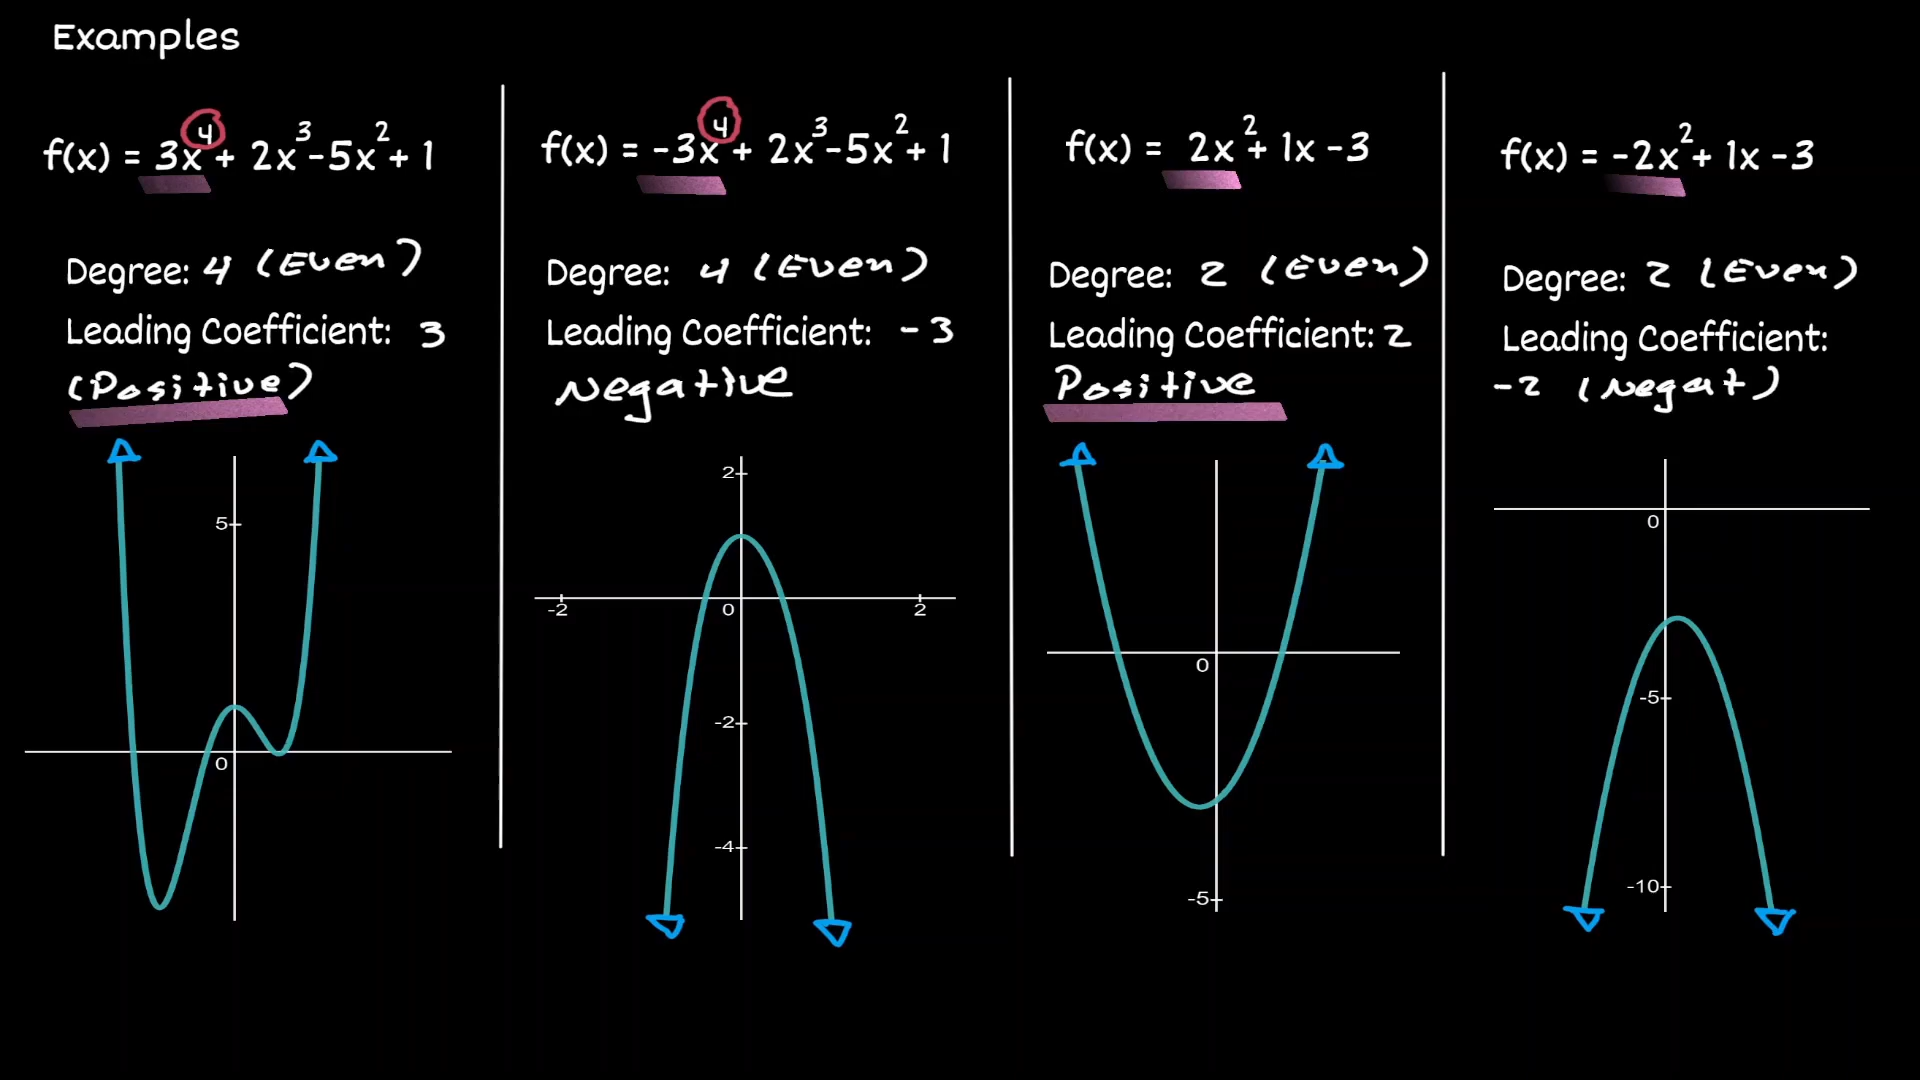 Examples
f(x) = 3x⁴ + 2x³ - 5x² + 1
Degree: 4 (Even)
Leading Coefficient: 3
(Positive)
5
0
f(x) = -3x⁴ + 2x³ - 5x² + 1
Degree: 4 (Even)
Leading Coefficient: -3
Negative
2
-2
0
2
-2
-4
f(x) = 2x² + 1x - 3
Degree: 2 (Even)
Leading Coefficient: 2
Positive
0
-5
f(x) = -2x² + 1x - 3
Degree: 2 (Even)
Leading Coefficient:
-2 (Negat)
0
-5
-10